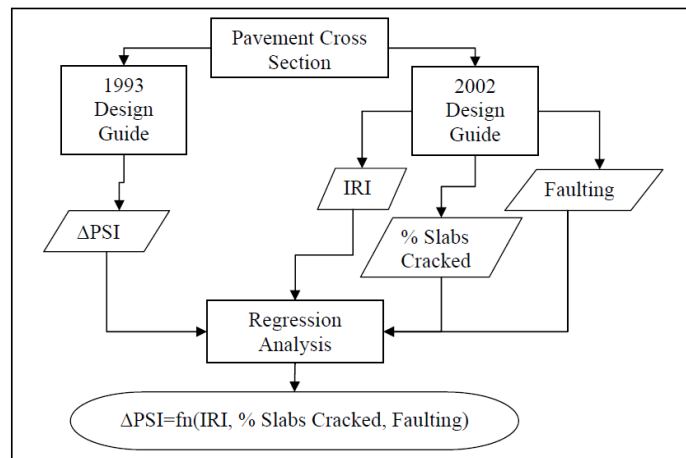 Pavement Cross
Section
1993
Design
Guide
2002
Design
Guide
IRI
Faulting
ΔPSI
% Slabs
Cracked
Regression
Analysis
ΔPSI=fn(IRI, % Slabs Cracked, Faulting)